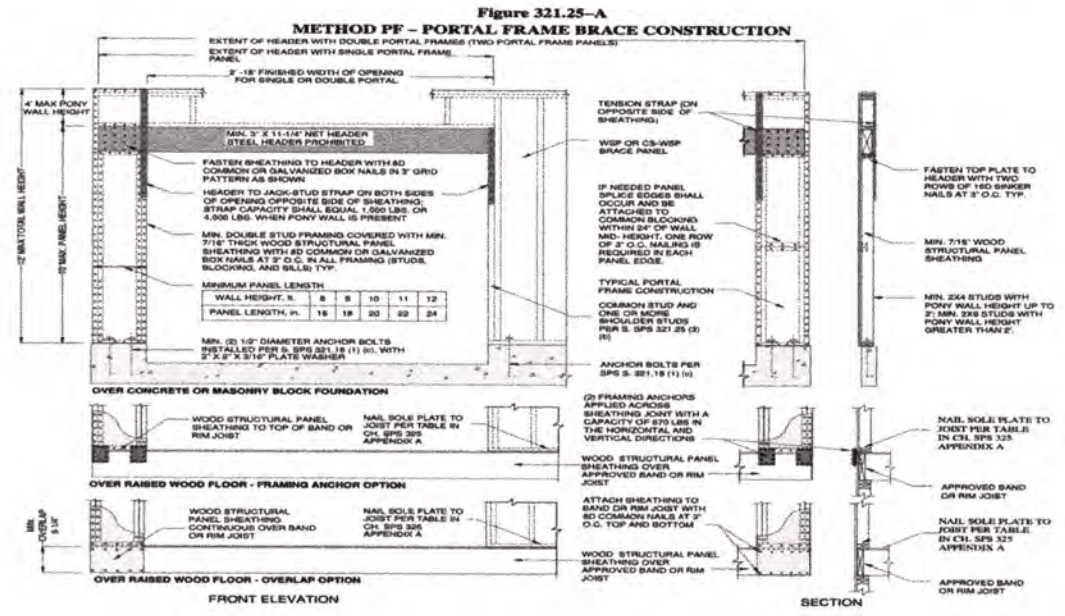 Figure 321.25–A
METHOD PF – PORTAL FRAME BRACE CONSTRUCTION
EXTENT OF HEADER WITH DOUBLE PORTAL FRAMES (TWO PORTAL FRAME PANELS)
EXTENT OF HEADER WITH SINGLE PORTAL FRAME
PANEL
2' -18' FINISHED WIDTH OF OPENING
FOR SINGLE OR DOUBLE PORTAL
4' MAX PONY
WALL HEIGHT
12' MAX TOTAL WALL HEIGHT
10' MAX. PANEL HEIGHT
MIN. 3" X 11-1/4" NET HEADER
STEEL HEADER PROHIBITED
FASTEN SHEATHING TO HEADER WITH 8D
COMMON OR GALVANIZED BOX NAILS IN 3" GRID
PATTERN AS SHOWN
HEADER TO JACK-STUD STRAP ON BOTH SIDES
OF OPENING OPPOSITE SIDE OF SHEATHING;
STRAP CAPACITY SHALL EQUAL 1,000 LBS. OR
4,000 LBS. WHEN PONY WALL IS PRESENT
MIN. DOUBLE STUD FRAMING COVERED WITH MIN.
7/16" THICK WOOD STRUCTURAL PANEL
SHEATHING WITH 8D COMMON OR GALVANIZED
BOX NAILS AT 3" O.C. IN ALL FRAMING (STUDS,
BLOCKING, AND SILLS) TYP.
MINIMUM PANEL LENGTH
WALL HEIGHT, ft. 8 9 10 11 12
PANEL LENGTH, in. 16 18 20 22 24
MIN. (2) 1/2" DIAMETER ANCHOR BOLTS
INSTALLED PER S. SPS 321.18 (1) (c), WITH
2" X 2" X 3/16" PLATE WASHER
OVER CONCRETE OR MASONRY BLOCK FOUNDATION
TENSION STRAP (ON
OPPOSITE SIDE OF
SHEATHING)
WSP OR CS-WSP
BRACE PANEL
IF NEEDED PANEL
SPLICE EDGES SHALL
OCCUR AND BE
ATTACHED TO
COMMON BLOCKING
WITHIN 24" OF WALL
MID- HEIGHT. ONE ROW
OF 3" O.C. NAILING IS
REQUIRED IN EACH
PANEL EDGE.
TYPICAL PORTAL
FRAME CONSTRUCTION
COMMON STUD AND
ONE OR MORE
SHOULDER STUDS
PER S. SPS 321.25 (3)
(b)
ANCHOR BOLTS PER
SPS S. 321.18 (1) (c)
FASTEN TOP PLATE TO
HEADER WITH TWO
ROWS OF 16D SINKER
NAILS AT 3" O.C. TYP.
MIN. 7/16" WOOD
STRUCTURAL PANEL
SHEATHING
MIN. 2X4 STUDS WITH
PONY WALL HEIGHT UP TO
2'; MIN. 2X6 STUDS WITH
PONY WALL HEIGHT
GREATER THAN 2'.
WOOD STRUCTURAL PANEL
SHEATHING TO TOP OF BAND OR
RIM JOIST
NAIL SOLE PLATE TO
JOIST PER TABLE IN
CH. SPS 325
APPENDIX A
OVER RAISED WOOD FLOOR - FRAMING ANCHOR OPTION
(2) FRAMING ANCHORS
APPLIED ACROSS
SHEATHING JOINT WITH A
CAPACITY OF 670 LBS IN
THE HORIZONTAL AND
VERTICAL DIRECTIONS
WOOD STRUCTURAL PANEL
SHEATHING OVER
APPROVED BAND OR RIM
JOIST
NAIL SOLE PLATE TO
JOIST PER TABLE
IN CH. SPS 325
APPENDIX A
APPROVED BAND
OR RIM JOIST
MIN.
OVERLAP
9 1/4"
WOOD STRUCTURAL
PANEL SHEATHING
CONTINUOUS OVER BAND
OR RIM JOIST
NAIL SOLE PLATE TO
JOIST PER TABLE IN
CH. SPS 325
APPENDIX A
OVER RAISED WOOD FLOOR - OVERLAP OPTION
ATTACH SHEATHING TO
BAND OR RIM JOIST WITH
8D COMMON NAILS AT 3"
O.C. TOP AND BOTTOM
WOOD STRUCTURAL PANEL
SHEATHING OVER
APPROVED BAND OR RIM
JOIST
NAIL SOLE PLATE TO
JOIST PER TABLE
IN CH. SPS 325
APPENDIX A
APPROVED BAND
OR RIM JOIST
FRONT ELEVATION
SECTION